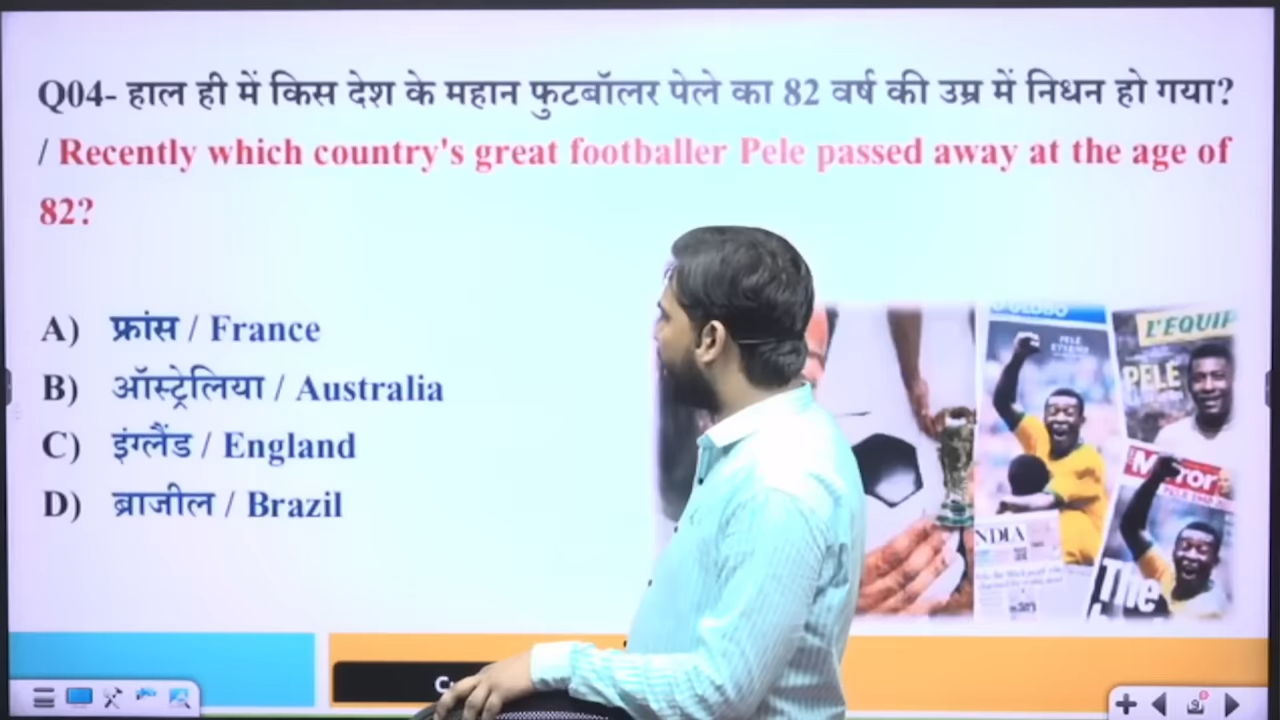 Q04- हाल ही में किस देश के महान फुटबॉलर पेले का 82 वर्ष की उम्र में निधन हो गया?
/ Recently which country's great footballer Pele passed away at the age of
82?
A) फ्रांस / France
B) ऑस्ट्रेलिया / Australia
C) इंग्लैंड / England
D) ब्राजील / Brazil
L'EQUIP
PELE
PELÉ
NDIA
The